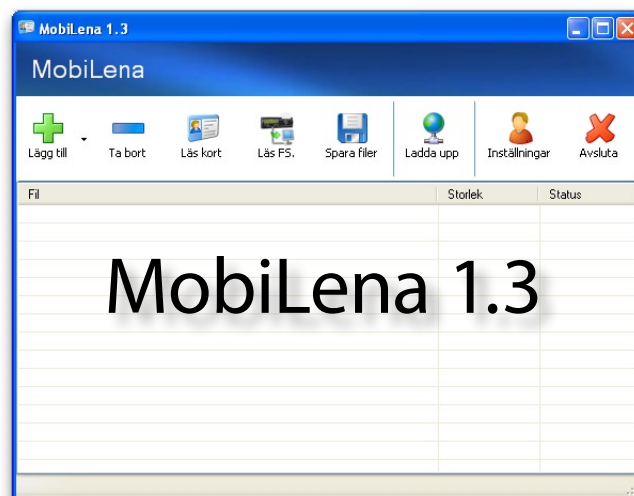 MobiLena 1.3
MobiLena
Lägg till Ta bort Läs kort Läs FS. Spara filer Ladda upp Inställningar Avsluta
Fil Storlek Status
MobiLena 1.3